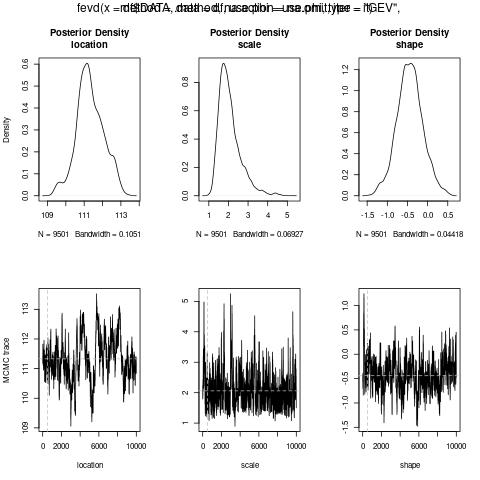 fevd(x =
"GEV",
Posterior Density
location
Posterior Density
scale
Posterior Density
shape
Density
0.0 0.1 0.2 0.3 0.4 0.5 0.6
109 111 113
0.0 0.2 0.4 0.6 0.8
1 2 3 4 5
0.0 0.2 0.4 0.6 0.8 1.0 1.2
-1.5 -1.0 -0.5 0.0 0.5
N = 9501 Bandwidth = 0.1051
N = 9501 Bandwidth = 0.06927
N = 9501 Bandwidth = 0.04418
MCMC trace
109 110 111 112 113
0 2000 6000 10000
1 2 3 4 5
0 2000 6000 10000
-1.5 -1.0 -0.5 0.0 0.5 1.0
0 2000 6000 10000
location
scale
shape